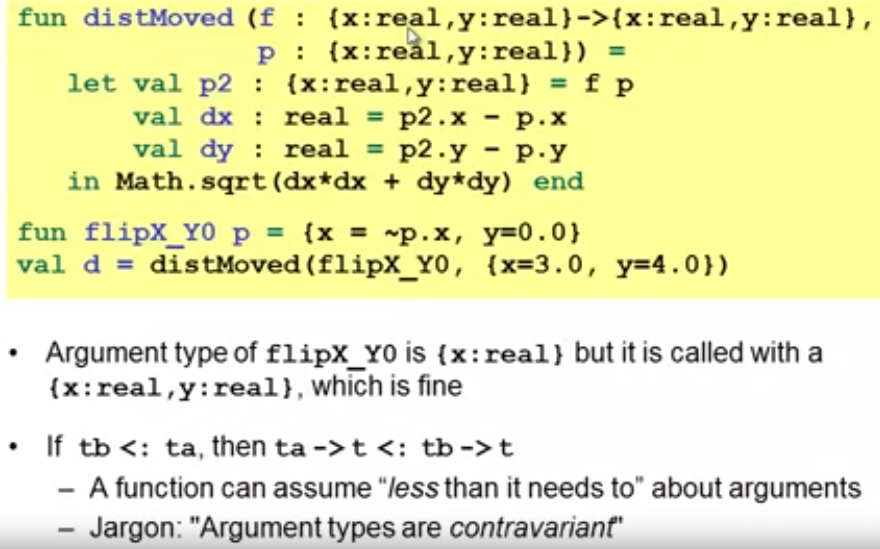 fun distMoved (f : {x:real,y:real}->{x:real,y:real},
p : {x:real,y:real}) =
let val p2 : {x:real,y:real} = f p
val dx : real = p2.x - p.x
val dy : real = p2.y - p.y
in Math.sqrt(dx*dx + dy*dy) end
fun flipX_Y0 p = {x = ~p.x, y=0.0}
val d = distMoved(flipX_Y0, {x=3.0, y=4.0})
• Argument type of flipX_Y0 is {x:real} but it is called with a
{x:real,y:real}, which is fine
• If tb <: ta, then ta->t <: tb->t
– A function can assume “less than it needs to” about arguments
– Jargon: "Argument types are contravariant"